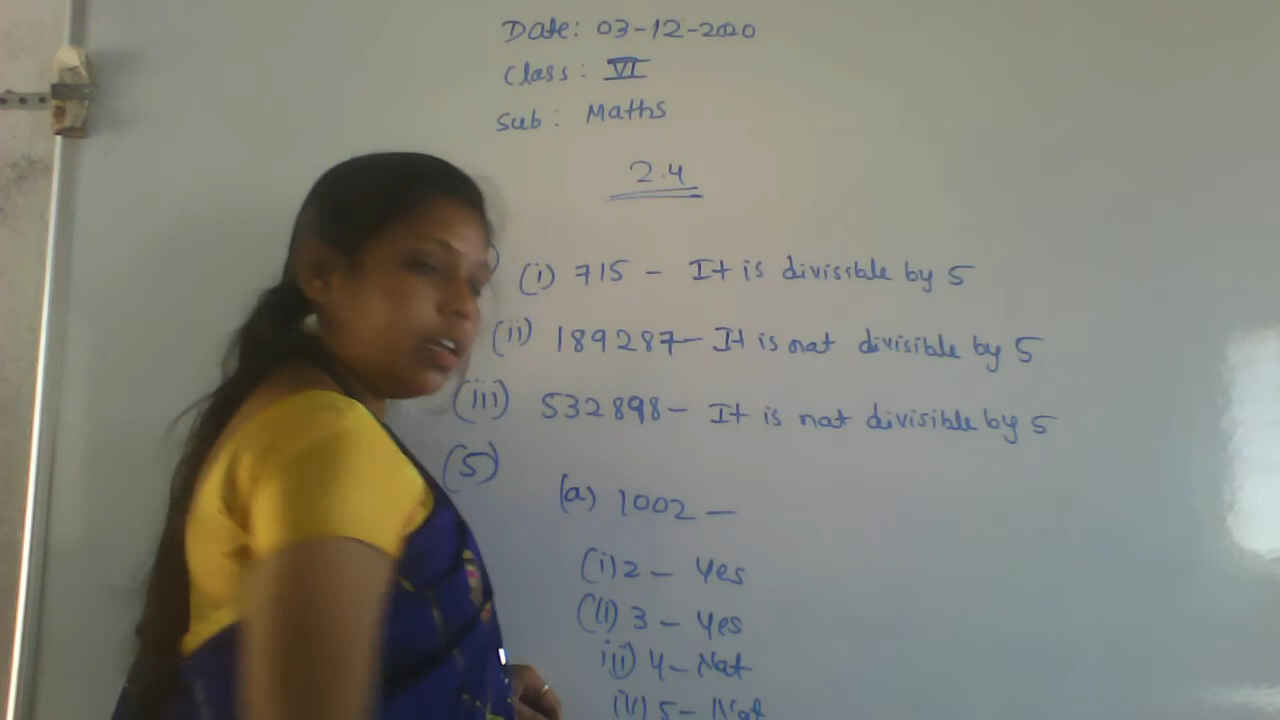 Date: 03-12-2020
Class: VI
Sub: Maths
2.4
(i) 715 - It is divisible by 5
(ii) 189287- It is not divisible by 5
(iii) 532898- It is not divisible by 5
(5)
(a) 1002 -
(i) 2 - Yes
(ii) 3 - Yes
iii) 4 - Not
iv) 5 - Not